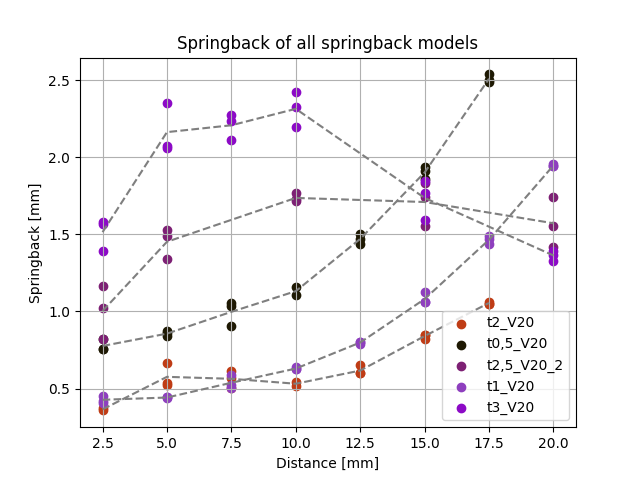 Springback of all springback models
Springback [mm]
2.5
2.0
1.5
1.0
0.5
t2_V20
t0,5_V20
t2,5_V20_2
t1_V20
t3_V20
2.5 5.0 7.5 10.0 12.5 15.0 17.5 20.0
Distance [mm]